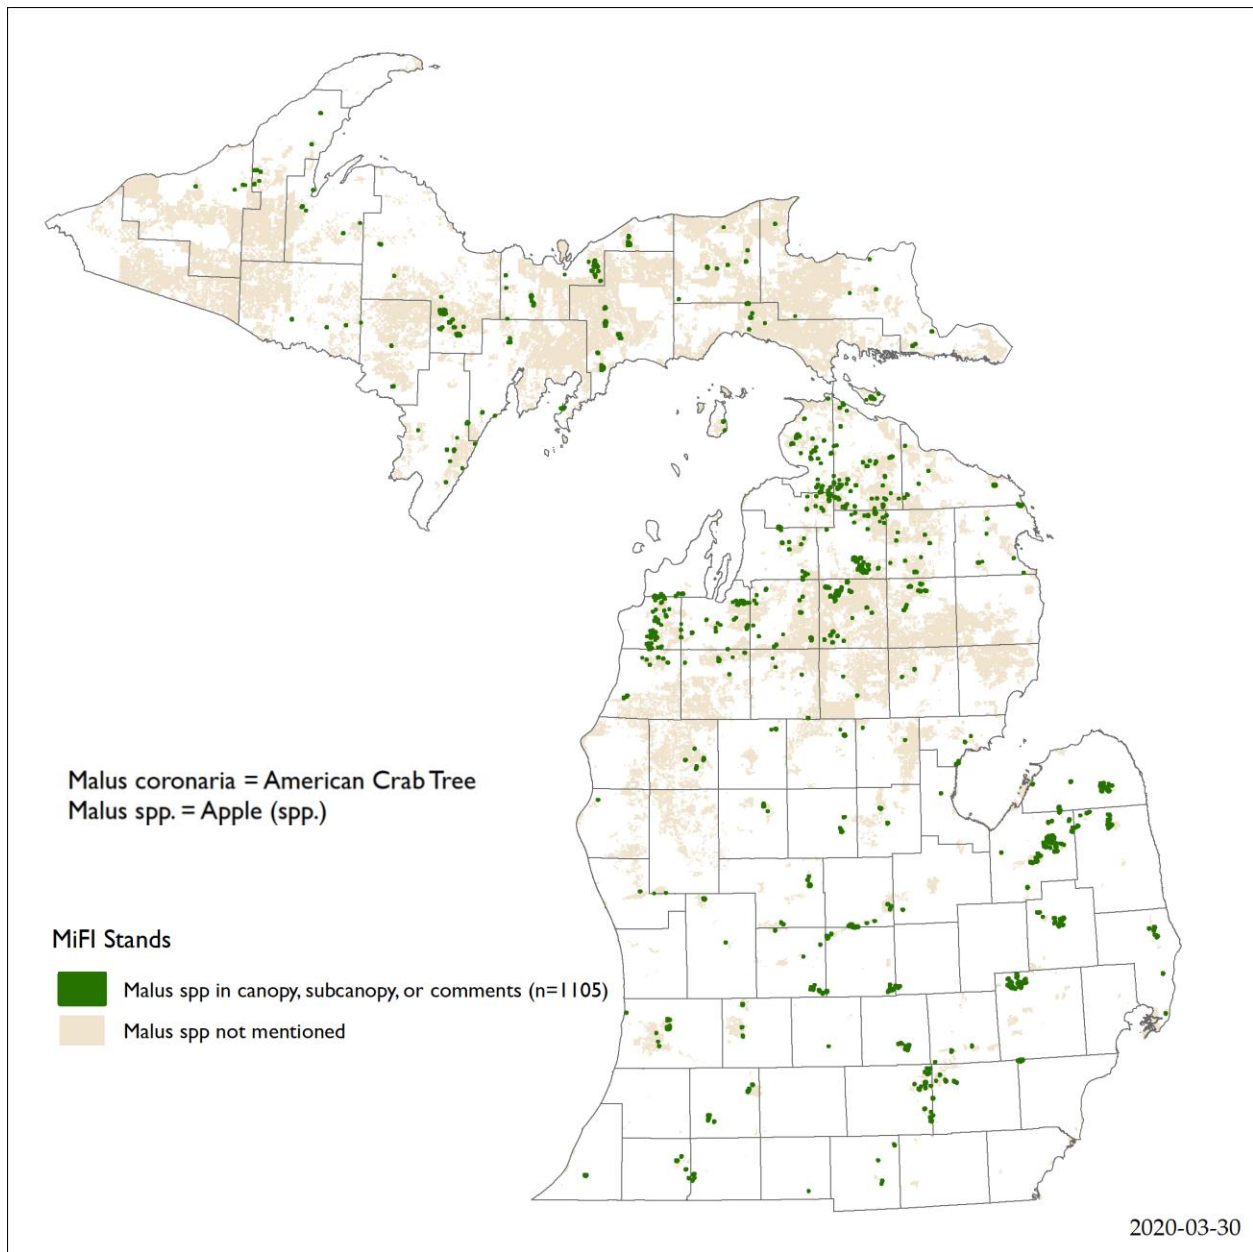 Malus coronaria = American Crab Tree
Malus spp. = Apple (spp.)
MiFI Stands
Malus spp in canopy, subcanopy, or comments (n=1105)
Malus spp not mentioned
2020-03-30